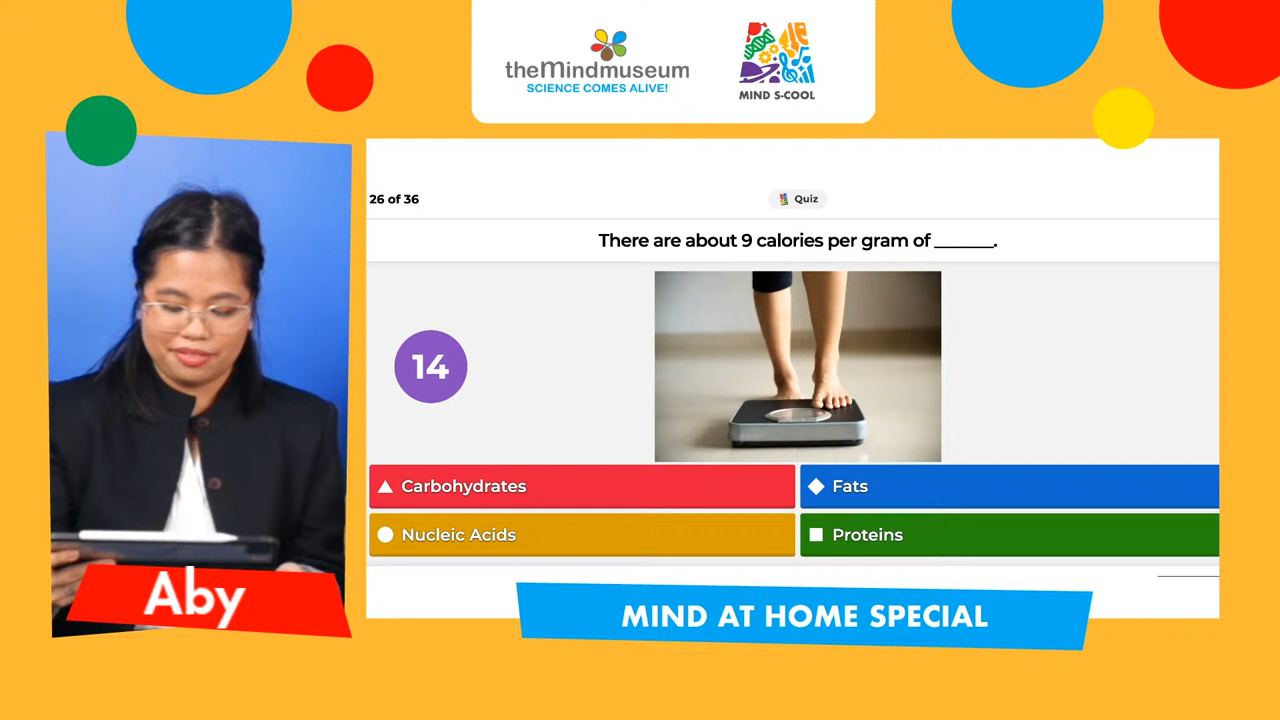 theMindmuseum
SCIENCE COMES ALIVE!
MIND S-COOL
26 of 36
Quiz
There are about 9 calories per gram of ______.
14
Carbohydrates
Fats
Nucleic Acids
Proteins
Aby
MIND AT HOME SPECIAL